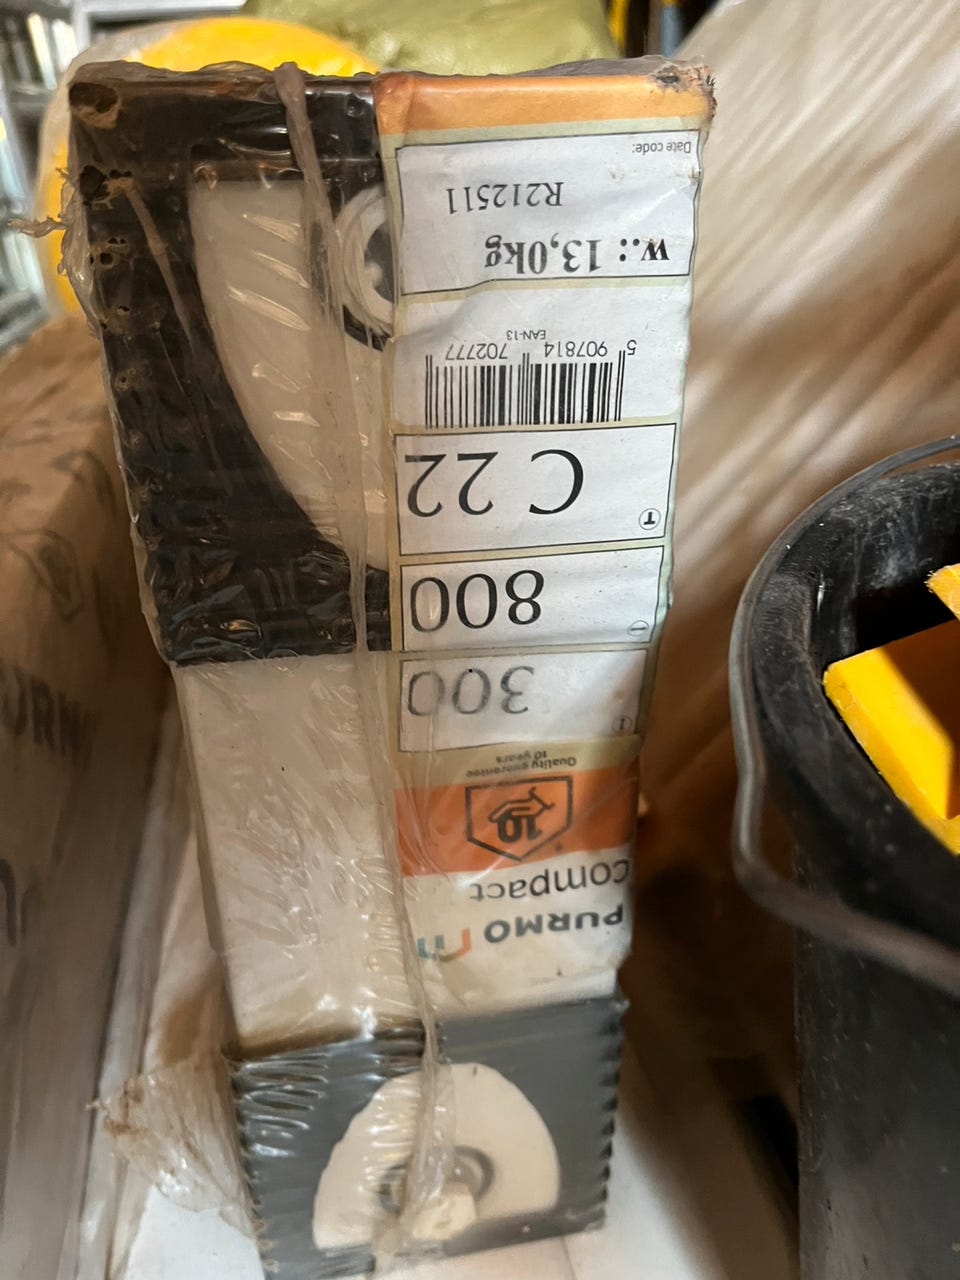 PURMO
compact
10
Quality guarantee
10 years
300
800
T
C 22
5 907814 702777
EAN-13
w.: 13,0kg
R212511
Date code: